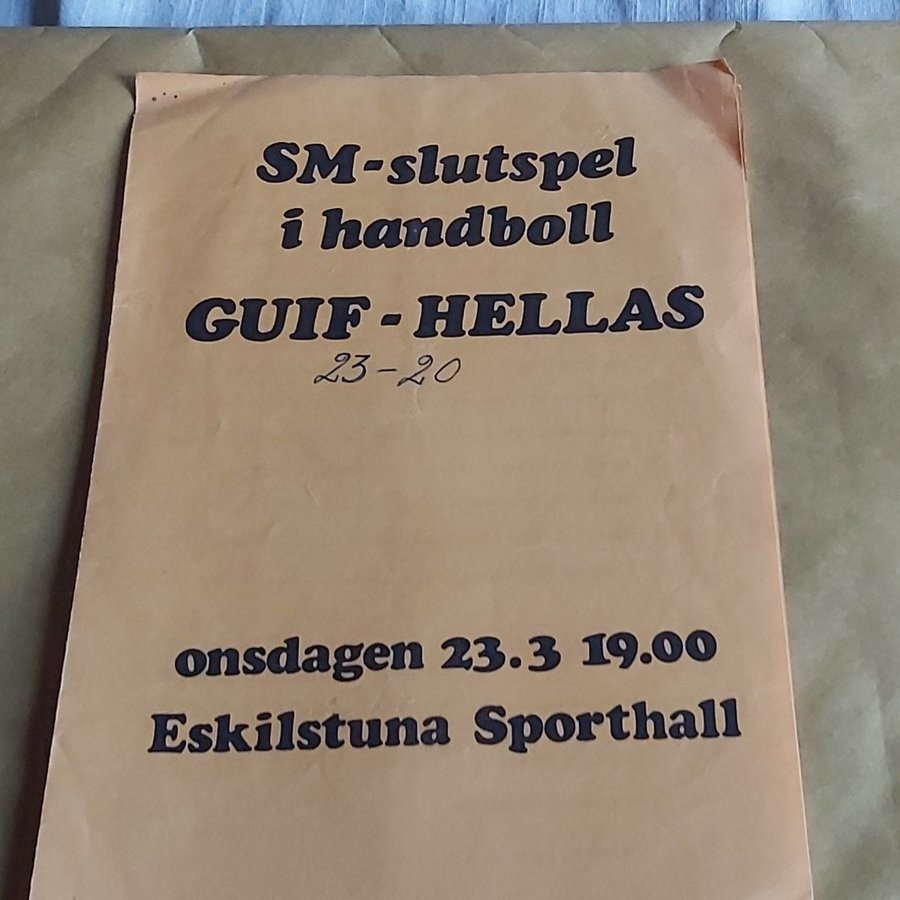 SM-slutspel
i handboll
GUIF - HELLAS
23-20
onsdagen 23.3 19.00
Eskilstuna Sporthall